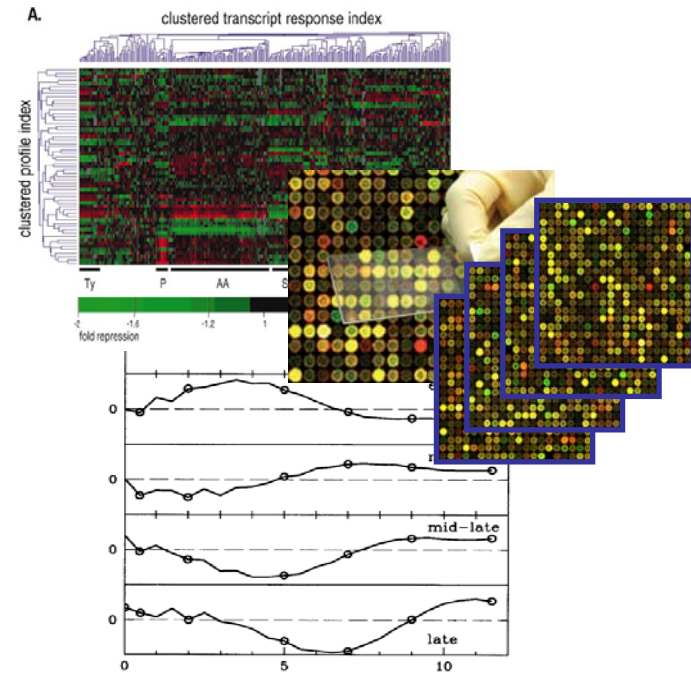 A.
clustered transcript response index
clustered profile index
Ty P AA S
-2 -1.6 -1.2 1
fold repression
0
0
mid-late
0
0
late
0 5 10